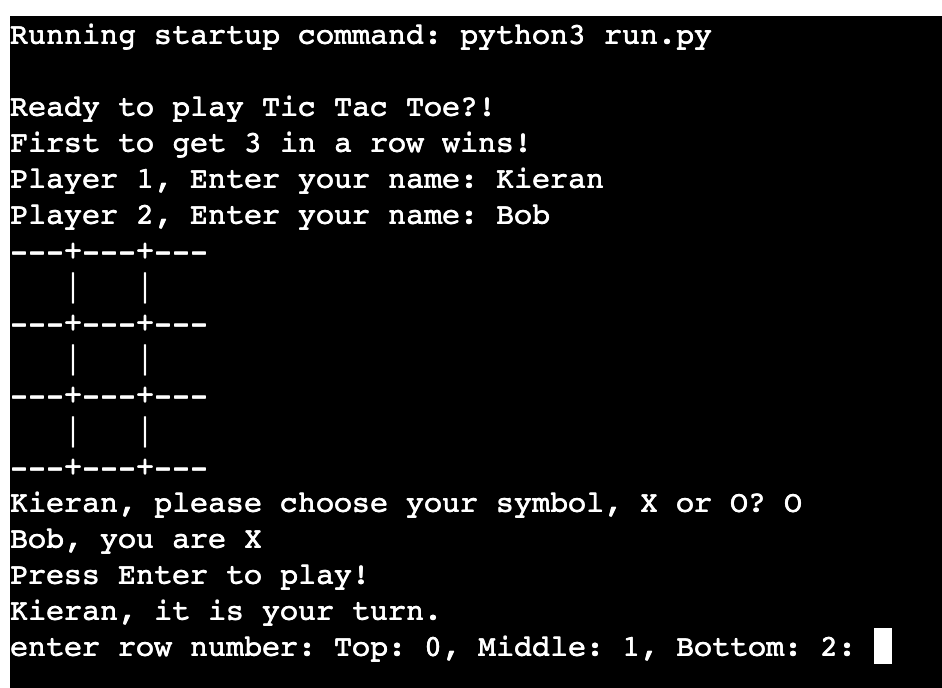 Running startup command: python3 run.py
Ready to play Tic Tac Toe?!
First to get 3 in a row wins!
Player 1, Enter your name: Kieran
Player 2, Enter your name: Bob
---+---+---
   |   |
---+---+---
   |   |
---+---+---
   |   |
---+---+---
Kieran, please choose your symbol, X or O? O
Bob, you are X
Press Enter to play!
Kieran, it is your turn.
enter row number: Top: 0, Middle: 1, Bottom: 2: